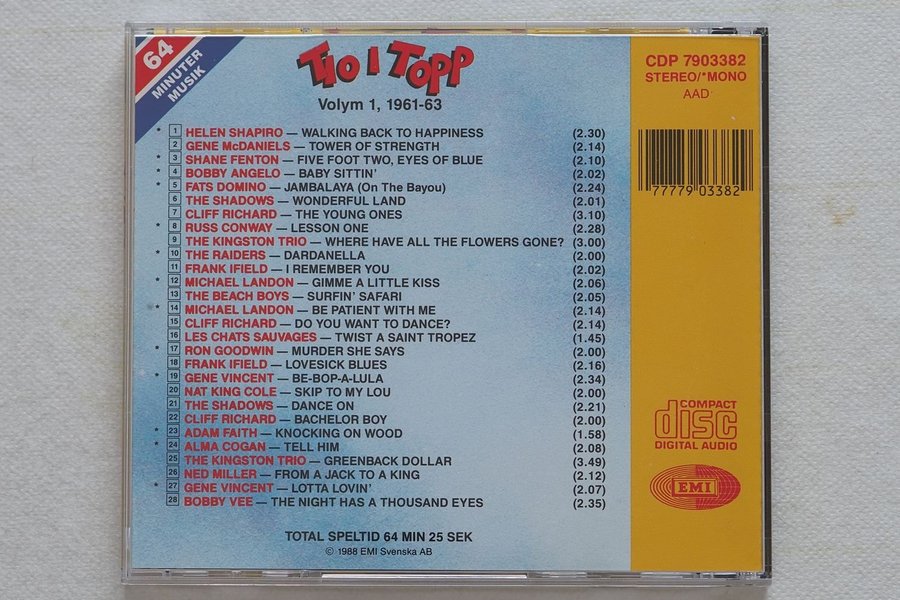 64
MINUTER
MUSIK
TIO I TOPP
Volym 1, 1961-63
CDP 7903382
STEREO/*MONO
AAD
77779 03382
* 1 HELEN SHAPIRO — WALKING BACK TO HAPPINESS (2.30)
2 GENE McDANIELS — TOWER OF STRENGTH (2.14)
* 3 SHANE FENTON — FIVE FOOT TWO, EYES OF BLUE (2.10)
* 4 BOBBY ANGELO — BABY SITTIN' (2.02)
* 5 FATS DOMINO — JAMBALAYA (On The Bayou) (2.24)
6 THE SHADOWS — WONDERFUL LAND (2.01)
7 CLIFF RICHARD — THE YOUNG ONES (3.10)
* 8 RUSS CONWAY — LESSON ONE (2.28)
9 THE KINGSTON TRIO — WHERE HAVE ALL THE FLOWERS GONE? (3.00)
* 10 THE RAIDERS — DARDANELLA (2.00)
11 FRANK IFIELD — I REMEMBER YOU (2.02)
* 12 MICHAEL LANDON — GIMME A LITTLE KISS (2.06)
13 THE BEACH BOYS — SURFIN' SAFARI (2.05)
* 14 MICHAEL LANDON — BE PATIENT WITH ME (2.14)
15 CLIFF RICHARD — DO YOU WANT TO DANCE? (2.14)
16 LES CHATS SAUVAGES — TWIST A SAINT TROPEZ (1.45)
* 17 RON GOODWIN — MURDER SHE SAYS (2.00)
18 FRANK IFIELD — LOVESICK BLUES (2.16)
* 19 GENE VINCENT — BE-BOP-A-LULA (2.34)
20 NAT KING COLE — SKIP TO MY LOU (2.00)
21 THE SHADOWS — DANCE ON (2.21)
22 CLIFF RICHARD — BACHELOR BOY (2.00)
* 23 ADAM FAITH — KNOCKING ON WOOD (1.58)
* 24 ALMA COGAN — TELL HIM (2.08)
25 THE KINGSTON TRIO — GREENBACK DOLLAR (3.49)
26 NED MILLER — FROM A JACK TO A KING (2.12)
* 27 GENE VINCENT — LOTTA LOVIN' (2.07)
28 BOBBY VEE — THE NIGHT HAS A THOUSAND EYES (2.35)
TOTAL SPELTID 64 MIN 25 SEK
© 1988 EMI Svenska AB
COMPACT
disc
DIGITAL AUDIO
EMI